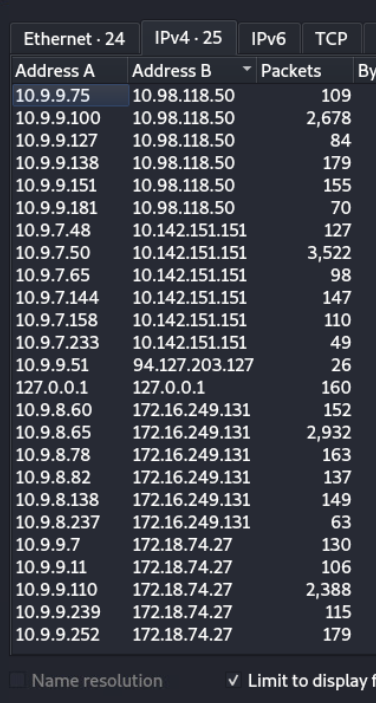 Ethernet · 24 IPv4 · 25 IPv6 TCP
Address A Address B Packets By
10.9.9.75 10.98.118.50 109
10.9.9.100 10.98.118.50 2,678
10.9.9.127 10.98.118.50 84
10.9.9.138 10.98.118.50 179
10.9.9.151 10.98.118.50 155
10.9.9.181 10.98.118.50 70
10.9.7.48 10.142.151.151 127
10.9.7.50 10.142.151.151 3,522
10.9.7.65 10.142.151.151 98
10.9.7.144 10.142.151.151 147
10.9.7.158 10.142.151.151 110
10.9.7.233 10.142.151.151 49
10.9.9.51 94.127.203.127 26
127.0.0.1 127.0.0.1 160
10.9.8.60 172.16.249.131 152
10.9.8.65 172.16.249.131 2,932
10.9.8.78 172.16.249.131 163
10.9.8.82 172.16.249.131 137
10.9.8.138 172.16.249.131 149
10.9.8.237 172.16.249.131 63
10.9.9.7 172.18.74.27 130
10.9.9.11 172.18.74.27 106
10.9.9.110 172.18.74.27 2,388
10.9.9.239 172.18.74.27 115
10.9.9.252 172.18.74.27 179
Name resolution Limit to display f